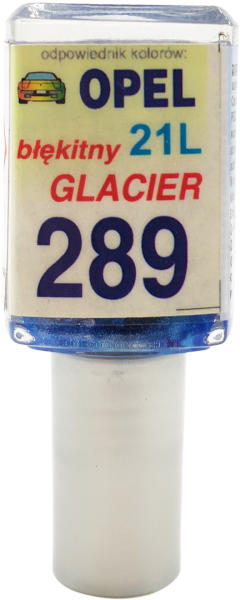 odpowiednik kolorów:
OPEL
błękitny 21L
GLACIER
289